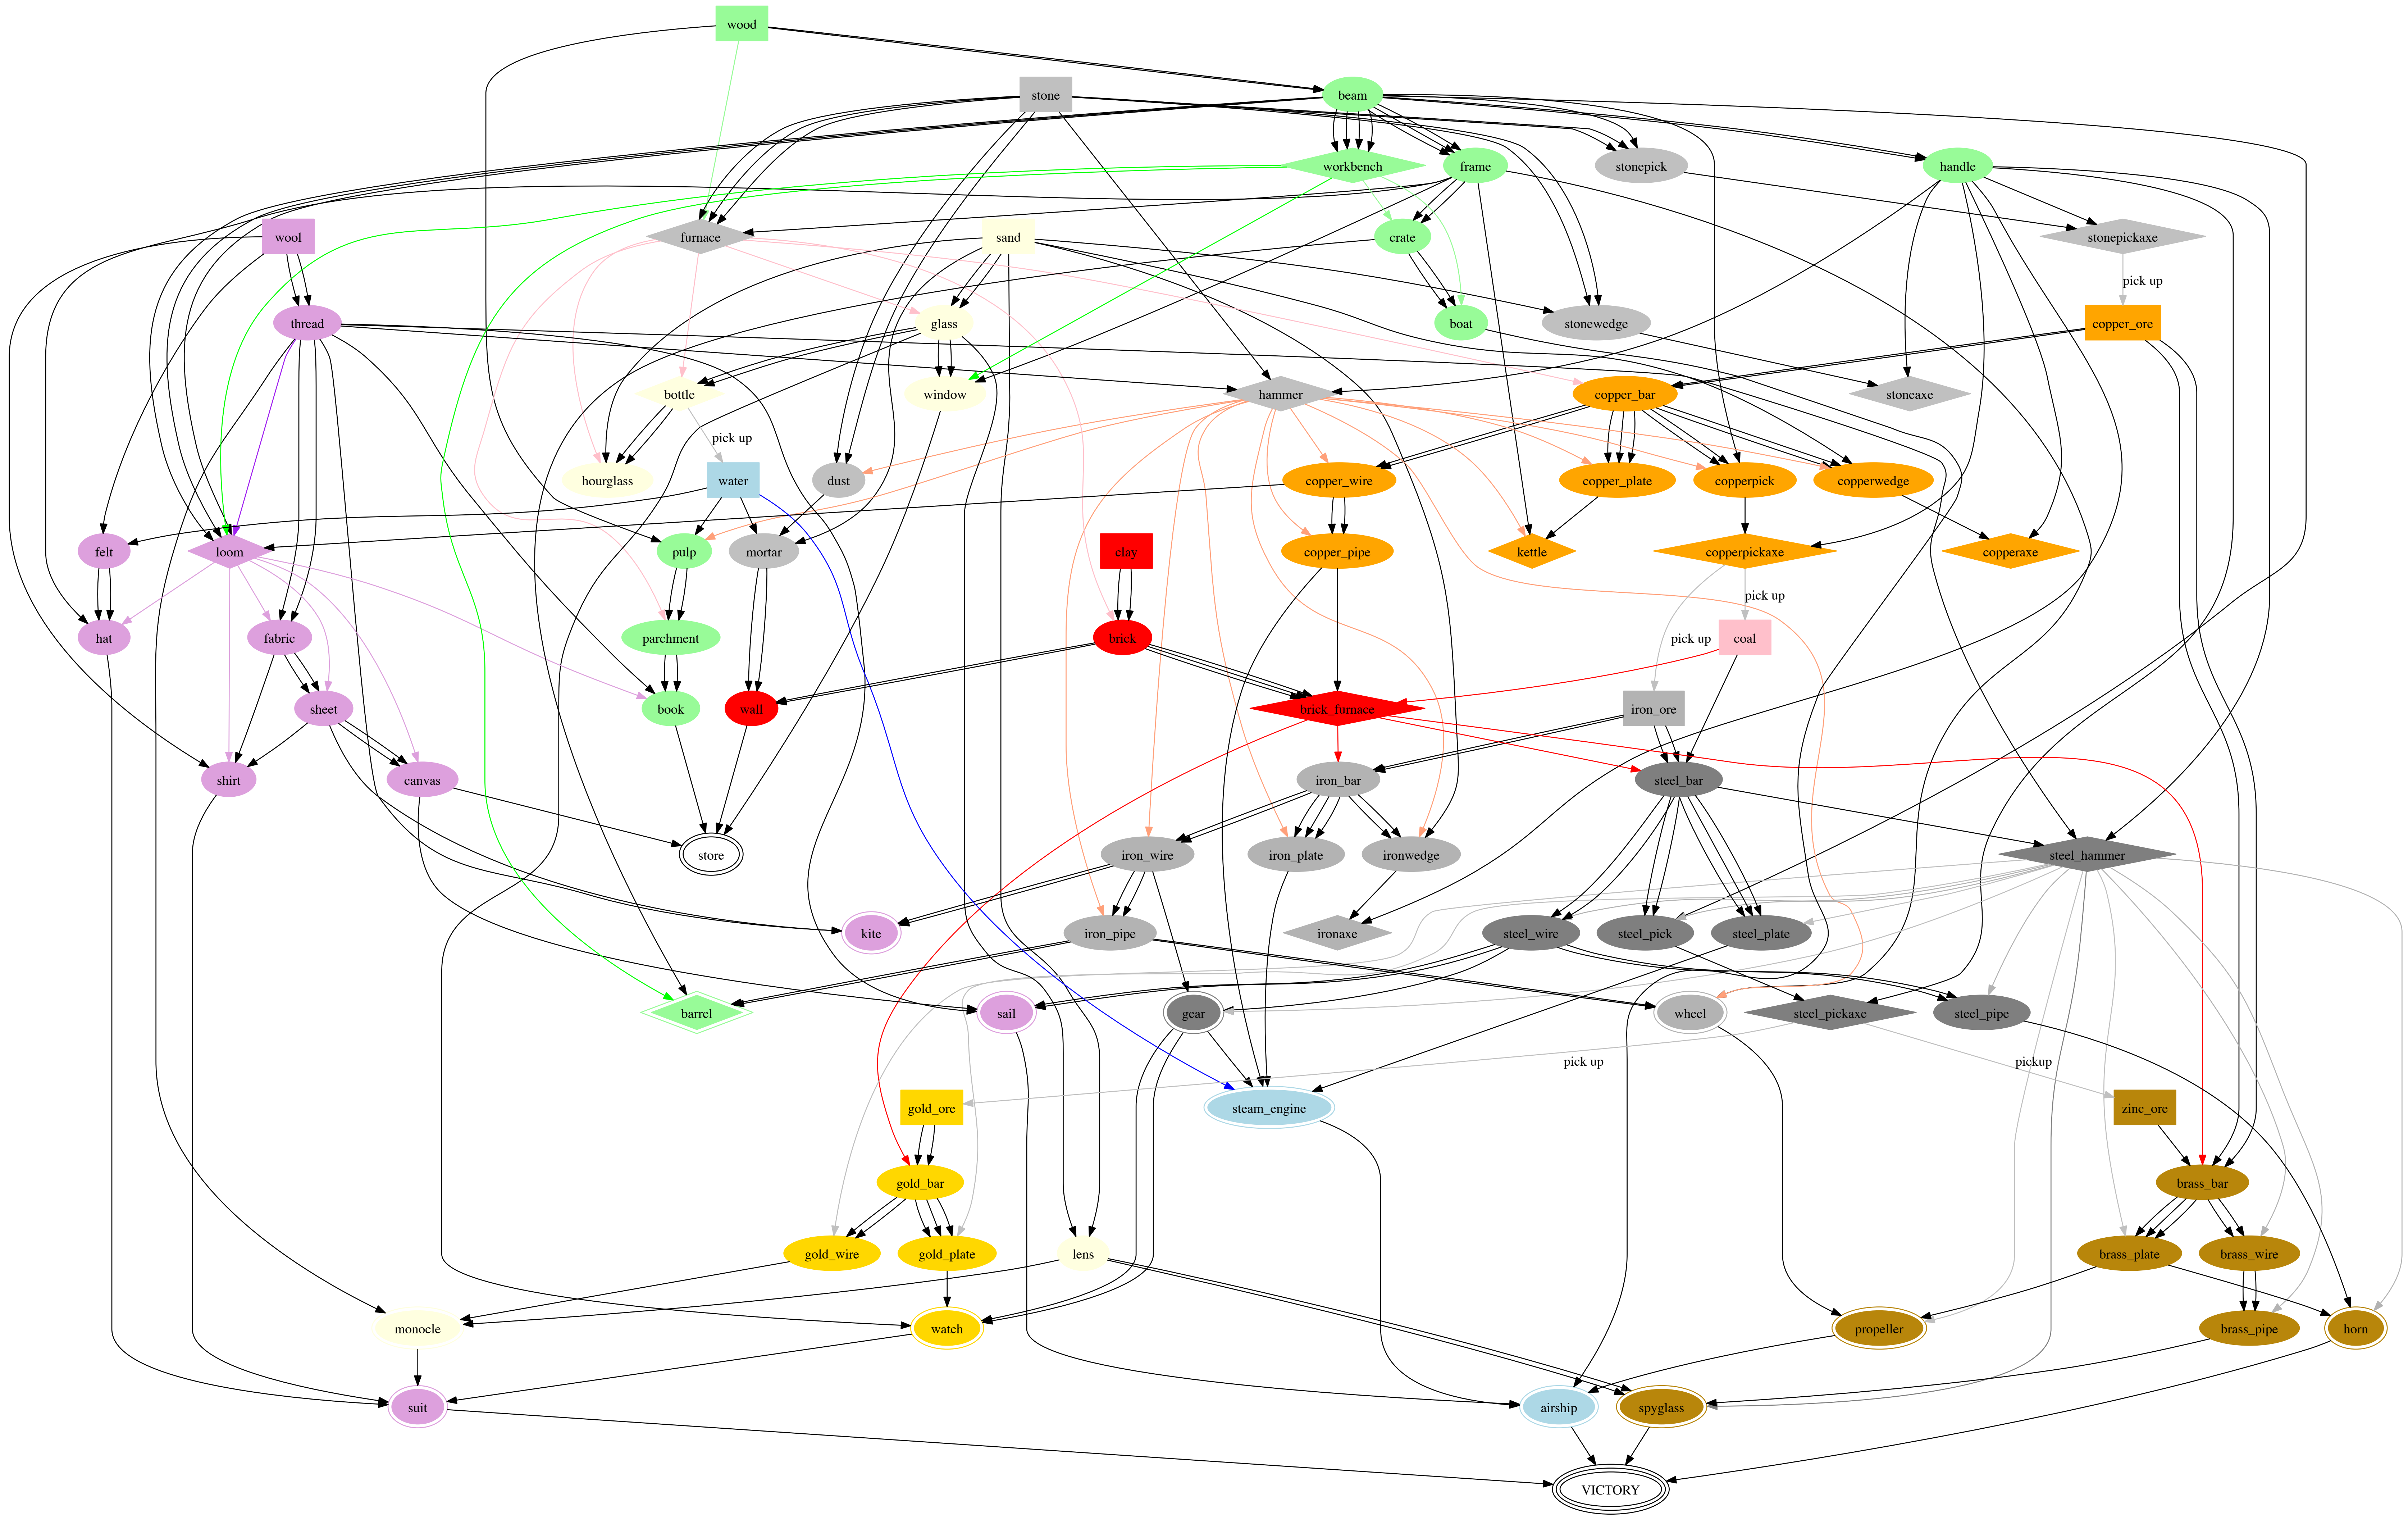 wood
stone
beam
workbench
frame
stonepick
handle
wool
furnace
sand
crate
stonepickaxe
pick up
thread
glass
boat
stonewedge
copper_ore
bottle
window
hammer
copper_bar
stoneaxe
pick up
hourglass
water
dust
copper_wire
copper_plate
copperpick
copperwedge
felt
loom
pulp
mortar
clay
copper_pipe
kettle
copperpickaxe
copperaxe
pick up
hat
fabric
parchment
brick
pick up
coal
sheet
book
wall
brick_furnace
iron_ore
shirt
canvas
iron_bar
steel_bar
store
iron_wire
iron_plate
ironwedge
steel_hammer
kite
iron_pipe
ironaxe
steel_wire
steel_pick
steel_plate
barrel
sail
gear
wheel
steel_pickaxe
steel_pipe
pick up
pickup
gold_ore
steam_engine
zinc_ore
gold_bar
brass_bar
gold_wire
gold_plate
lens
brass_plate
brass_wire
monocle
watch
propeller
brass_pipe
horn
suit
airship
spyglass
VICTORY